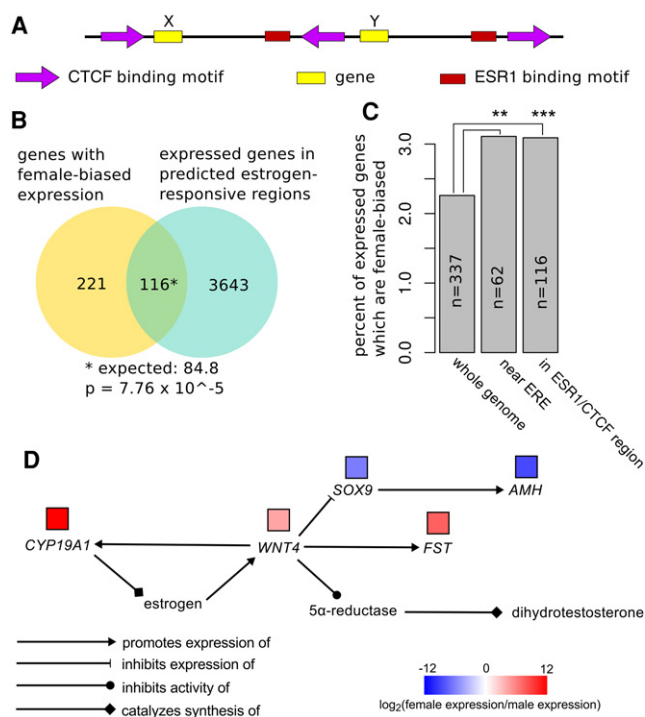 A
X
Y
CTCF binding motif
gene
ESR1 binding motif
B
genes with
female-biased
expression
expressed genes in
predicted estrogen-
responsive regions
221
116*
3643
* expected: 84.8
p = 7.76 x 10^-5
C
percent of expressed genes
which are female-biased
3.0
2.0
1.0
0.0
**
***
n=337
n=62
n=116
whole genome
near ERE
in ESR1/CTCF region
D
SOX9
AMH
CYP19A1
WNT4
FST
estrogen
5α-reductase
dihydrotestosterone
promotes expression of
inhibits expression of
inhibits activity of
catalyzes synthesis of
-12
0
12
log2(female expression/male expression)